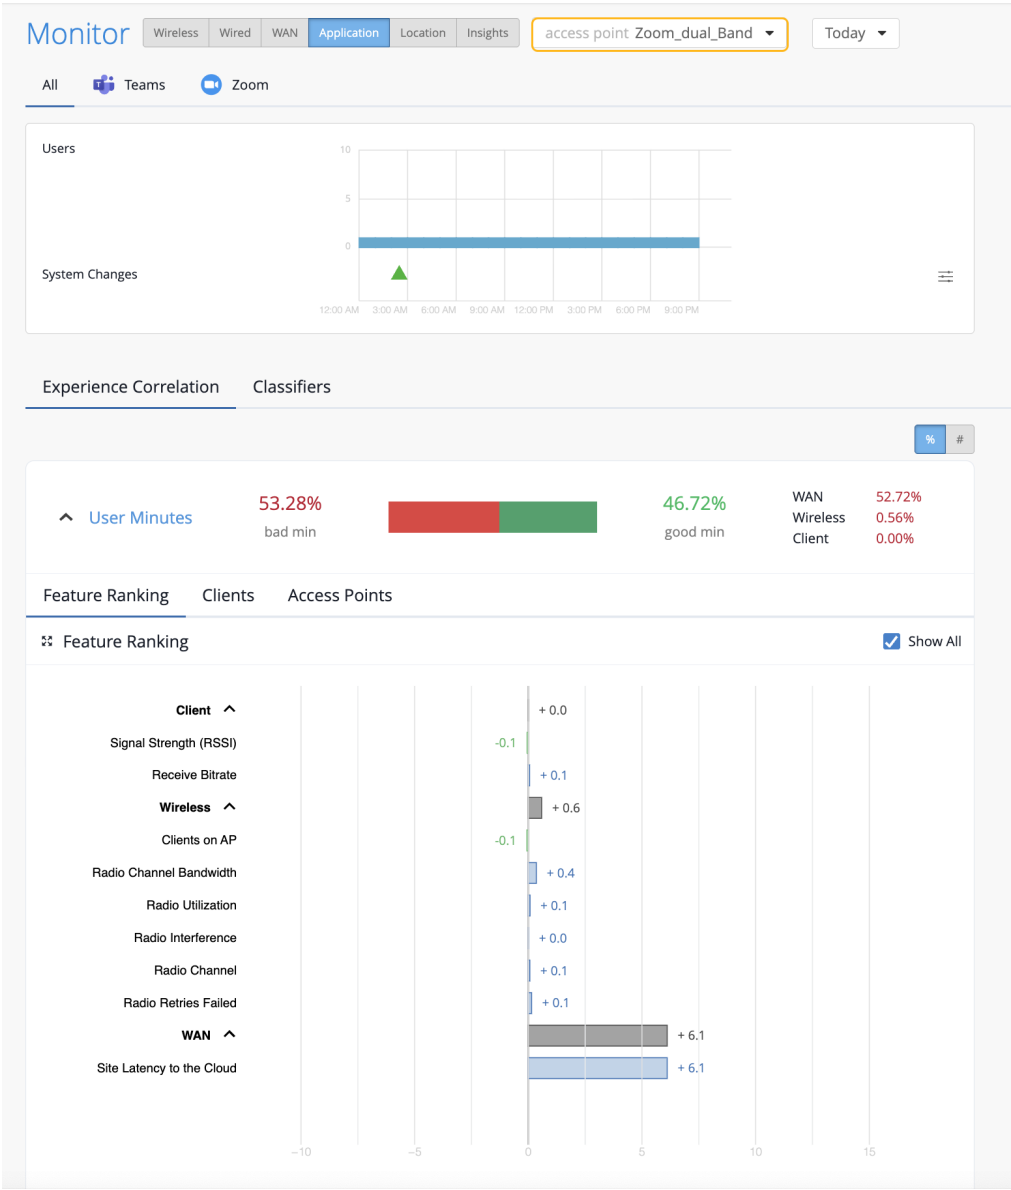 Monitor Wireless Wired WAN Application Location Insights access point Zoom_dual_Band Today
All Teams Zoom
Users
10
5
0
System Changes
12:00 AM 3:00 AM 6:00 AM 9:00 AM 12:00 PM 3:00 PM 6:00 PM 9:00 PM
Experience Correlation Classifiers
% #
User Minutes
53.28%
bad min
46.72%
good min
WAN 52.72%
Wireless 0.56%
Client 0.00%
Feature Ranking Clients Access Points
Feature Ranking Show All
Client + 0.0
Signal Strength (RSSI) -0.1
Receive Bitrate + 0.1
Wireless + 0.6
Clients on AP -0.1
Radio Channel Bandwidth + 0.4
Radio Utilization + 0.1
Radio Interference + 0.0
Radio Channel + 0.1
Radio Retries Failed + 0.1
WAN + 6.1
Site Latency to the Cloud + 6.1
−10 −5 0 5 10 15